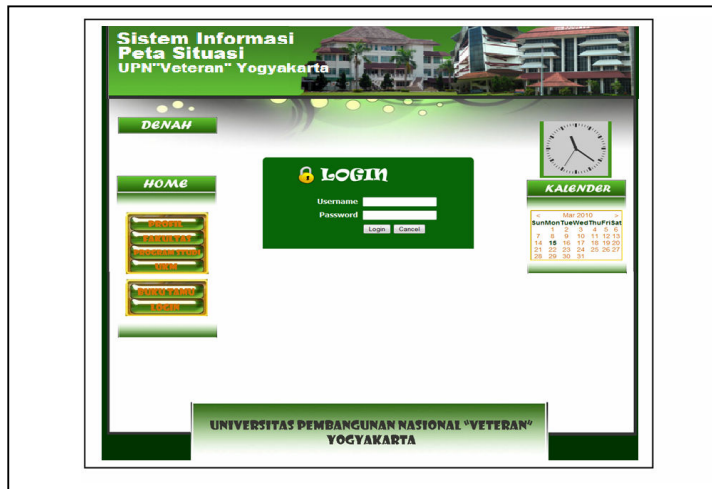 Sistem Informasi
Peta Situasi
UPN"Veteran" Yogyakarta
DENAH
HOME
PROFIL
FAKULTAS
PROGRAM STUDI
UKM
BUKU TAMU
LOGIN
LOGIN
Username
Password
Login Cancel
KALENDER
< Mar 2010 >
SunMonTueWedThuFriSat
1 2 3 4 5 6
7 8 9 10 11 12 13
14 15 16 17 18 19 20
21 22 23 24 25 26 27
28 29 30 31
UNIVERSITAS PEMBANGUNAN NASIONAL "VETERAN"
YOGYAKARTA